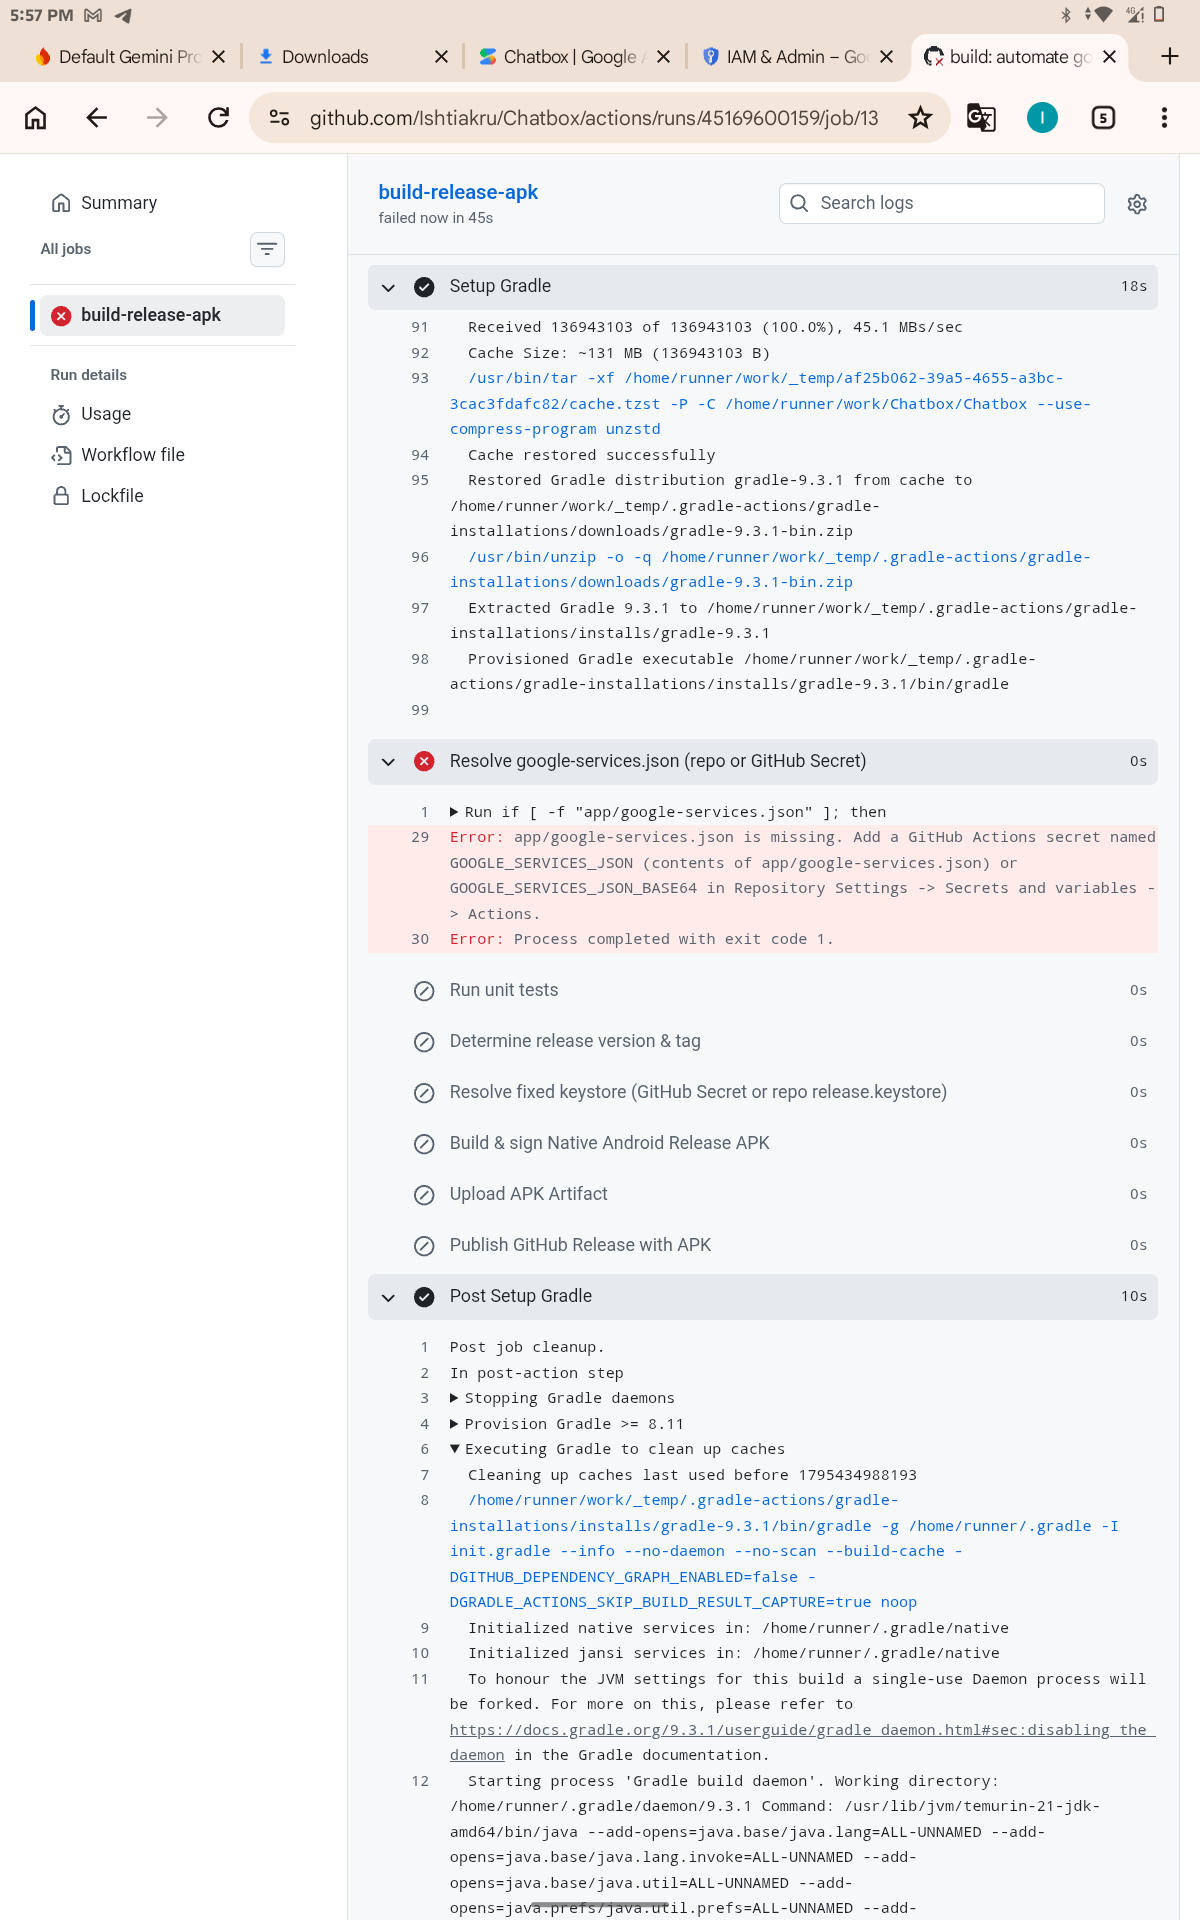 5:57 PM
4G
Default Gemini Pro
Downloads
Chatbox | Google A
IAM & Admin – Goo
build: automate go
github.com/Ishtiakru/Chatbox/actions/runs/45169600159/job/13
I
5
Summary
All jobs
build-release-apk
Run details
Usage
Workflow file
Lockfile
build-release-apk
failed now in 45s
Search logs
Setup Gradle 18s
91 Received 136943103 of 136943103 (100.0%), 45.1 MBs/sec
92 Cache Size: ~131 MB (136943103 B)
93 /usr/bin/tar -xf /home/runner/work/_temp/af25b062-39a5-4655-a3bc-
3cac3fdafc82/cache.tzst -P -C /home/runner/work/Chatbox/Chatbox --use-
compress-program unzstd
94 Cache restored successfully
95 Restored Gradle distribution gradle-9.3.1 from cache to
/home/runner/work/_temp/.gradle-actions/gradle-
installations/downloads/gradle-9.3.1-bin.zip
96 /usr/bin/unzip -o -q /home/runner/work/_temp/.gradle-actions/gradle-
installations/downloads/gradle-9.3.1-bin.zip
97 Extracted Gradle 9.3.1 to /home/runner/work/_temp/.gradle-actions/gradle-
installations/installs/gradle-9.3.1
98 Provisioned Gradle executable /home/runner/work/_temp/.gradle-
actions/gradle-installations/installs/gradle-9.3.1/bin/gradle
99
Resolve google-services.json (repo or GitHub Secret) 0s
1 Run if [ -f "app/google-services.json" ]; then
29 Error: app/google-services.json is missing. Add a GitHub Actions secret named
GOOGLE_SERVICES_JSON (contents of app/google-services.json) or
GOOGLE_SERVICES_JSON_BASE64 in Repository Settings -> Secrets and variables -
> Actions.
30 Error: Process completed with exit code 1.
Run unit tests 0s
Determine release version & tag 0s
Resolve fixed keystore (GitHub Secret or repo release.keystore) 0s
Build & sign Native Android Release APK 0s
Upload APK Artifact 0s
Publish GitHub Release with APK 0s
Post Setup Gradle 10s
1 Post job cleanup.
2 In post-action step
3 Stopping Gradle daemons
4 Provision Gradle >= 8.11
6 Executing Gradle to clean up caches
7 Cleaning up caches last used before 1795434988193
8 /home/runner/work/_temp/.gradle-actions/gradle-
installations/installs/gradle-9.3.1/bin/gradle -g /home/runner/.gradle -I
init.gradle --info --no-daemon --no-scan --build-cache -
DGITHUB_DEPENDENCY_GRAPH_ENABLED=false -
DGRADLE_ACTIONS_SKIP_BUILD_RESULT_CAPTURE=true noop
9 Initialized native services in: /home/runner/.gradle/native
10 Initialized jansi services in: /home/runner/.gradle/native
11 To honour the JVM settings for this build a single-use Daemon process will
be forked. For more on this, please refer to
https://docs.gradle.org/9.3.1/userguide/gradle_daemon.html#sec:disabling_the_
daemon in the Gradle documentation.
12 Starting process 'Gradle build daemon'. Working directory:
/home/runner/.gradle/daemon/9.3.1 Command: /usr/lib/jvm/temurin-21-jdk-
amd64/bin/java --add-opens=java.base/java.lang=ALL-UNNAMED --add-
opens=java.base/java.lang.invoke=ALL-UNNAMED --add-
opens=java.base/java.util=ALL-UNNAMED --add-
opens=java.prefs/java.util.prefs=ALL-UNNAMED --add-